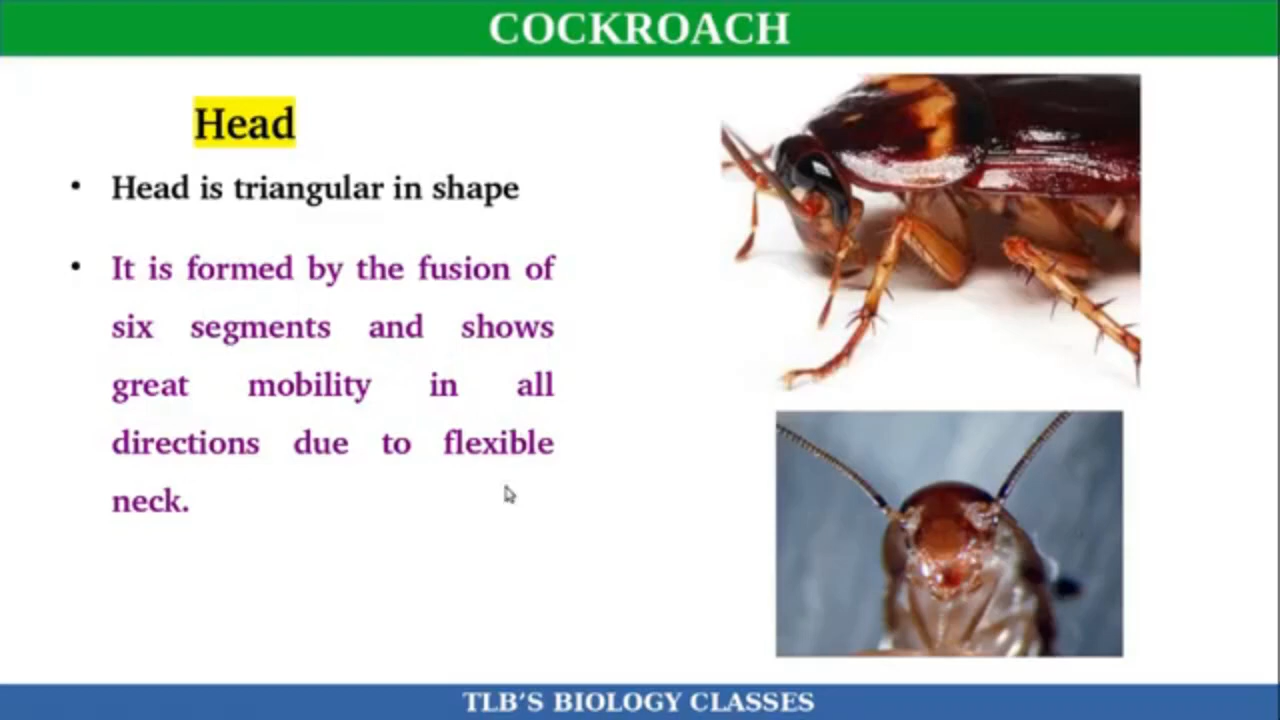 COCKROACH
Head
• Head is triangular in shape
• It is formed by the fusion of
six segments and shows
great mobility in all
directions due to flexible
neck.
TLB'S BIOLOGY CLASSES